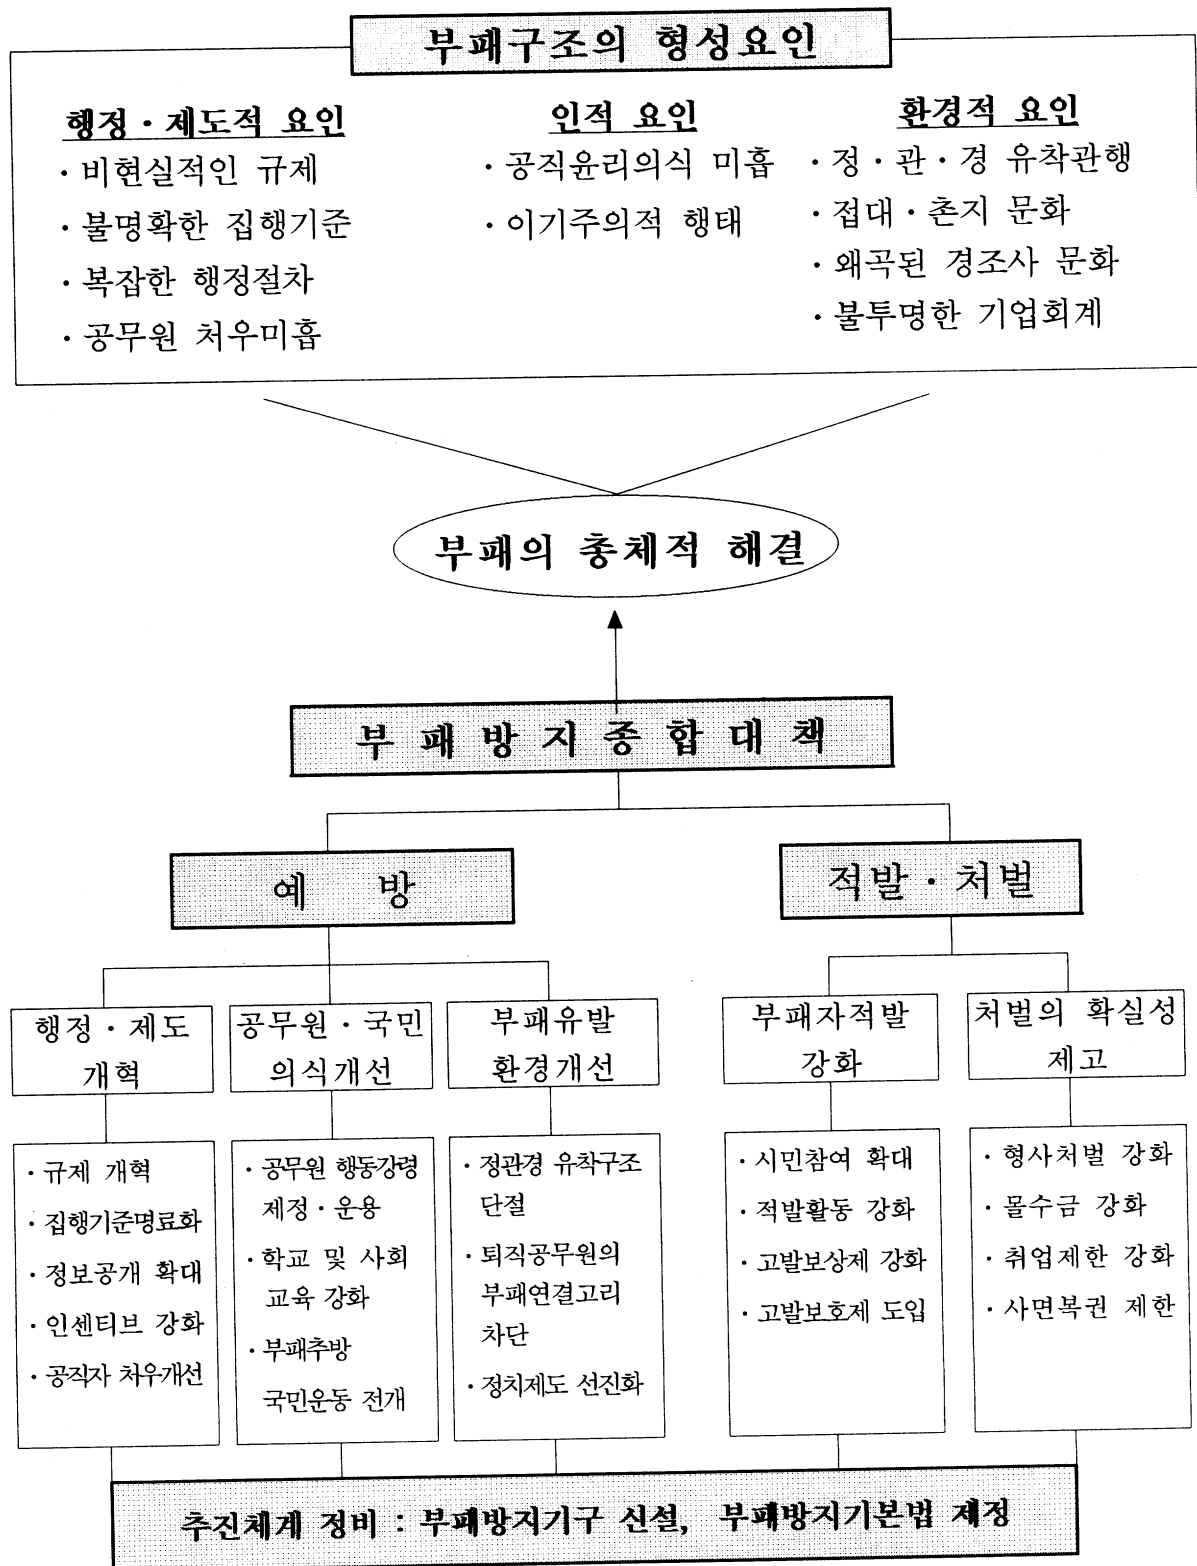 부패구조의 형성요인
행정·제도적 요인
·비현실적인 규제
·불명확한 집행기준
·복잡한 행정절차
·공무원 처우미흡
인적 요인
·공직윤리의식 미흡
·이기주의적 행태
환경적 요인
·정·관·경 유착관행
·접대·촌지 문화
·왜곡된 경조사 문화
·불투명한 기업회계
부패의 총체적 해결
부패방지종합대책
예 방
적발·처벌
행정·제도
개혁
공무원·국민
의식개선
부패유발
환경개선
부패자적발
강화
처벌의 확실성
제고
·규제 개혁
·집행기준명료화
·정보공개 확대
·인센티브 강화
·공직자 처우개선
·공무원 행동강령
제정·운용
·학교 및 사회
교육 강화
·부패추방
국민운동 전개
·정관경 유착구조
단절
·퇴직공무원의
부패연결고리
차단
·정치제도 선진화
·시민참여 확대
·적발활동 강화
·고발보상제 강화
·고발보호제 도입
·형사처벌 강화
·몰수금 강화
·취업제한 강화
·사면복권 제한
추진체계 정비 : 부패방지기구 신설, 부패방지기본법 제정